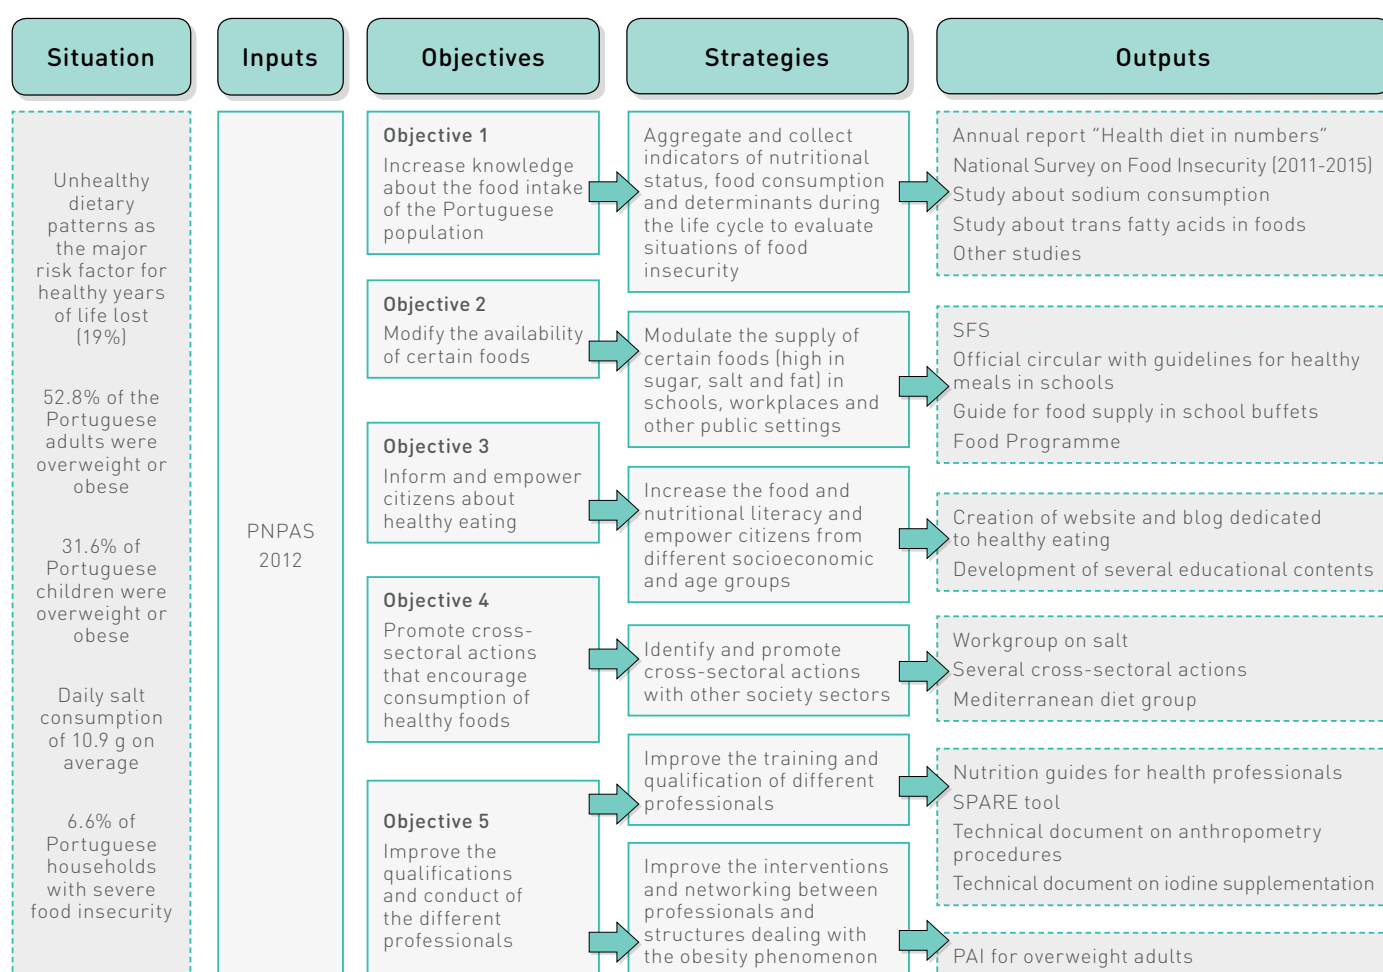 Situation
Inputs
Objectives
Strategies
Outputs
Unhealthy
dietary
patterns as
the major
risk factor for
healthy years
of life lost
(19%)
52.8% of the
Portuguese
adults were
overweight or
obese
31.6% of
Portuguese
children were
overweight or
obese
Daily salt
consumption
of 10.9 g on
average
6.6% of
Portuguese
households
with severe
food insecurity
PNPAS
2012
Objective 1
Increase knowledge
about the food intake
of the Portuguese
population
Objective 2
Modify the availability
of certain foods
Objective 3
Inform and empower
citizens about
healthy eating
Objective 4
Promote cross-
sectoral actions
that encourage
consumption of
healthy foods
Objective 5
Improve the
qualifications
and conduct of
the different
professionals
Aggregate and collect
indicators of nutritional
status, food consumption
and determinants during
the life cycle to evaluate
situations of food
insecurity
Modulate the supply of
certain foods (high in
sugar, salt and fat) in
schools, workplaces and
other public settings
Increase the food and
nutritional literacy and
empower citizens from
different socioeconomic
and age groups
Identify and promote
cross-sectoral actions
with other society sectors
Improve the training and
qualification of different
professionals
Improve the interventions
and networking between
professionals and
structures dealing with
the obesity phenomenon
Annual report "Health diet in numbers"
National Survey on Food Insecurity (2011-2015)
Study about sodium consumption
Study about trans fatty acids in foods
Other studies
SFS
Official circular with guidelines for healthy
meals in schools
Guide for food supply in school buffets
Food Programme
Creation of website and blog dedicated
to healthy eating
Development of several educational contents
Workgroup on salt
Several cross-sectoral actions
Mediterranean diet group
Nutrition guides for health professionals
SPARE tool
Technical document on anthropometry
procedures
Technical document on iodine supplementation
PAI for overweight adults